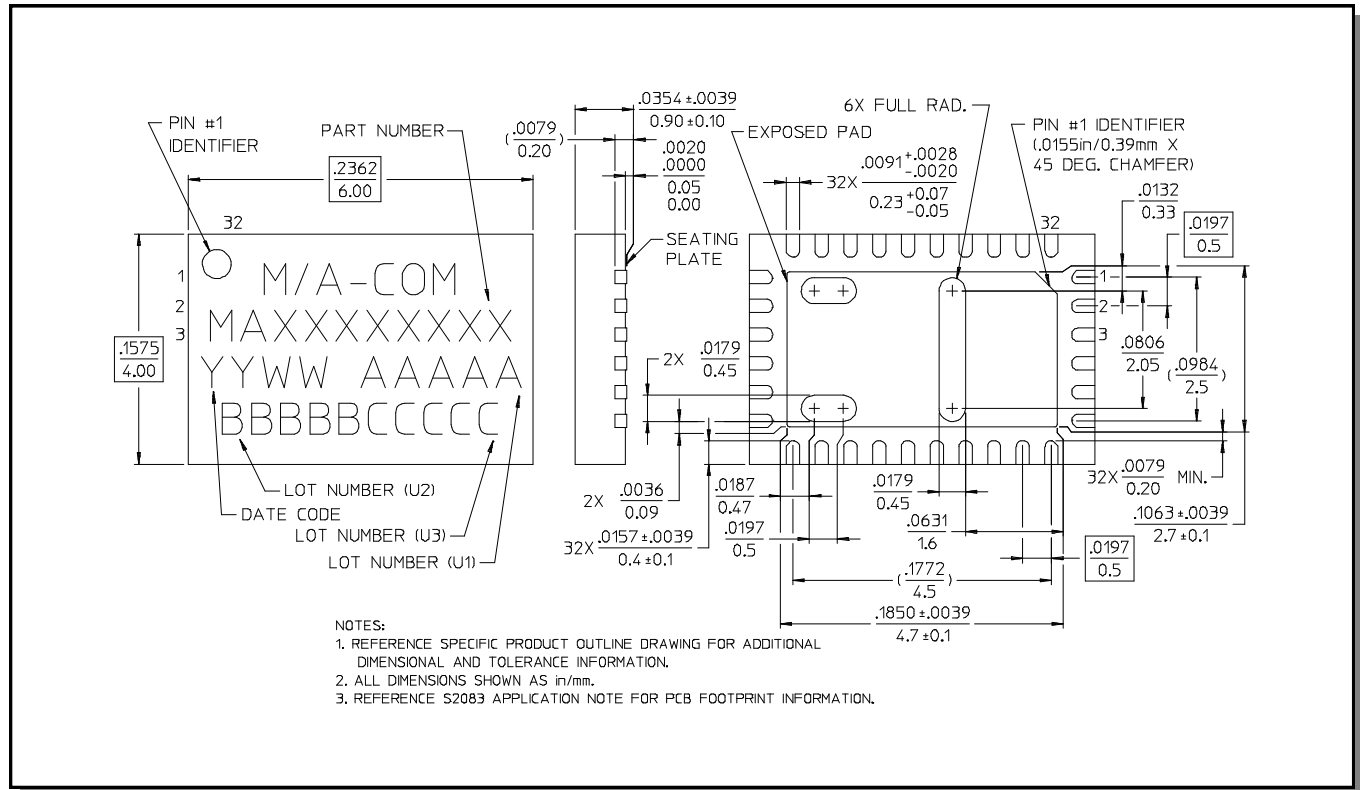 PIN #1
IDENTIFIER
PART NUMBER
.2362
6.00
32
1
2
3
.1575
4.00
M/A-COM
MAXXXXXXXXX
YYWW AAAAA
BBBBBCCCCC
LOT NUMBER (U2)
DATE CODE
LOT NUMBER (U3)
LOT NUMBER (U1)
.0354 ±.0039
0.90 ±0.10
(.0079)
0.20
.0020
.0000
0.05
0.00
SEATING
PLATE
EXPOSED PAD
6X FULL RAD.
32X .0091 +.0028
-.0020
0.23 +0.07
-0.05
PIN #1 IDENTIFIER
(.0155in/0.39mm X
45 DEG. CHAMFER)
32
.0132
0.33
.0197
0.5
1
2
3
.0806
2.05
(.0984)
2.5
2X .0179
0.45
2X .0036
0.09
32X .0157 ±.0039
0.4 ±0.1
.0187
0.47
.0197
0.5
.0179
0.45
.0631
1.6
32X .0079 MIN.
0.20
.1063 ±.0039
2.7 ±0.1
.0197
0.5
(.1772)
4.5
.1850 ±.0039
4.7 ±0.1
NOTES:
1. REFERENCE SPECIFIC PRODUCT OUTLINE DRAWING FOR ADDITIONAL
DIMENSIONAL AND TOLERANCE INFORMATION.
2. ALL DIMENSIONS SHOWN AS in/mm.
3. REFERENCE S2083 APPLICATION NOTE FOR PCB FOOTPRINT INFORMATION.